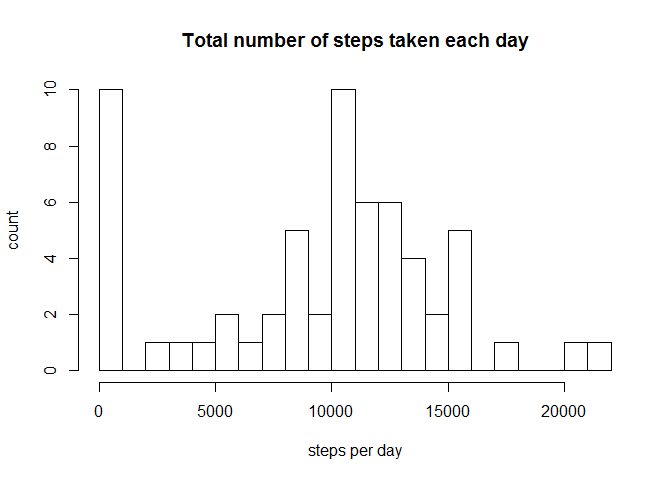 Total number of steps taken each day
count
10
8
6
4
2
0
0 5000 10000 15000 20000
steps per day